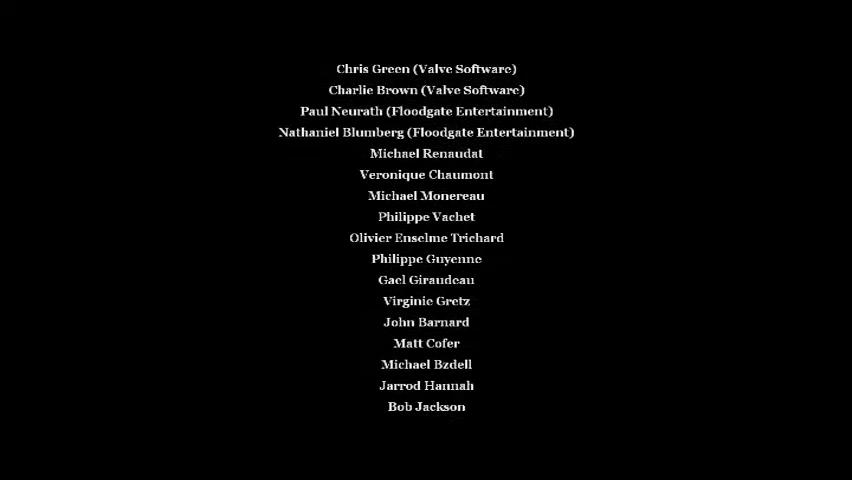 Chris Green (Valve Software)
Charlie Brown (Valve Software)
Paul Neurath (Floodgate Entertainment)
Nathaniel Blumberg (Floodgate Entertainment)
Michael Renaudat
Veronique Chaumont
Michael Monereau
Philippe Vachet
Olivier Enselme Trichard
Philippe Guyenne
Gael Giraudeau
Virginie Gretz
John Barnard
Matt Cofer
Michael Bzdell
Jarrod Hannah
Bob Jackson